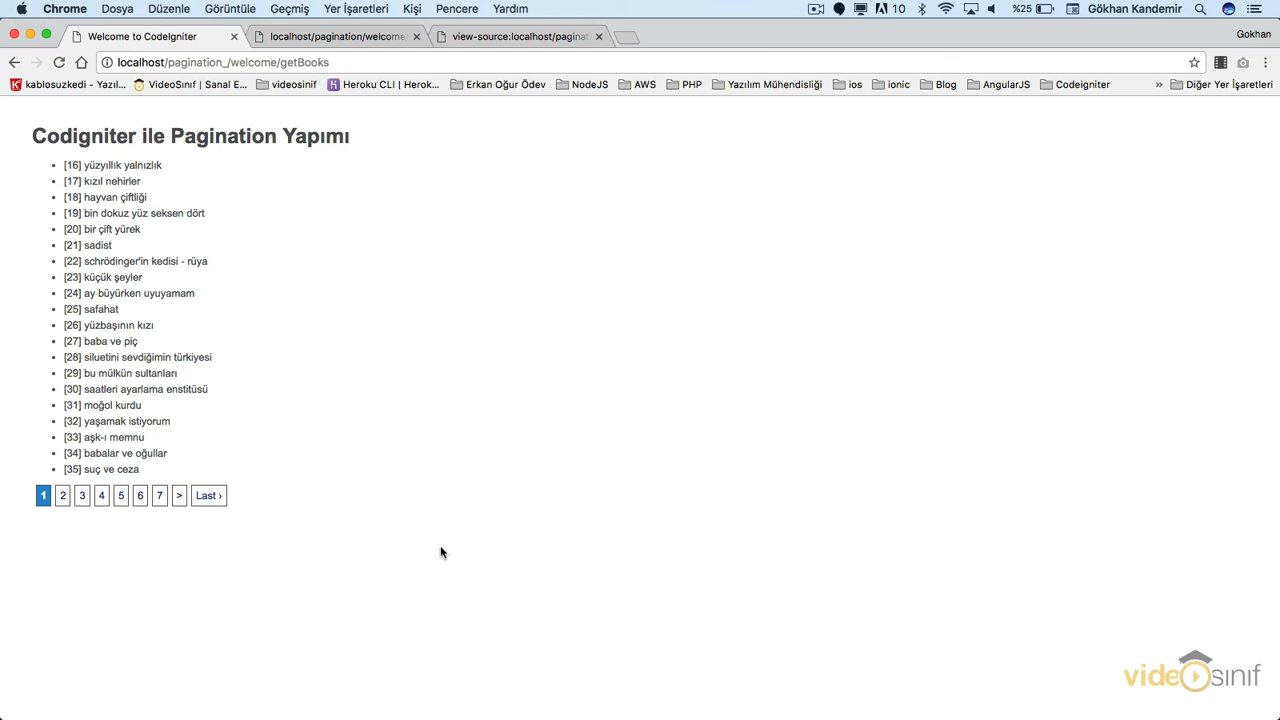 Chrome Dosya Düzenle Görüntüle Geçmiş Yer İşaretleri Kişi Pencere Yardım 10 %25 Gökhan Kandemir
Welcome to CodeIgniter localhost/pagination/welcome/ view-source:localhost/paginat Gokhan
localhost/pagination_/welcome/getBooks
kablosuzkedi - Yazıl... VideoSınıf | Sanal E... videosinif Heroku CLI | Herok... Erkan Oğur Ödev NodeJS AWS PHP Yazılım Mühendisliği ios ionic Blog AngularJS Codeigniter » Diğer Yer İşaretleri
Codigniter ile Pagination Yapımı
• [16] yüzyıllık yalnızlık
• [17] kızıl nehirler
• [18] hayvan çiftliği
• [19] bin dokuz yüz seksen dört
• [20] bir çift yürek
• [21] sadist
• [22] schrödinger'in kedisi - rüya
• [23] küçük şeyler
• [24] ay büyürken uyuyamam
• [25] safahat
• [26] yüzbaşının kızı
• [27] baba ve piç
• [28] siluetini sevdiğimin türkiyesi
• [29] bu mülkün sultanları
• [30] saatleri ayarlama enstitüsü
• [31] moğol kurdu
• [32] yaşamak istiyorum
• [33] aşk-ı memnu
• [34] babalar ve oğullar
• [35] suç ve ceza
1 2 3 4 5 6 7 > Last ›
videosınıf